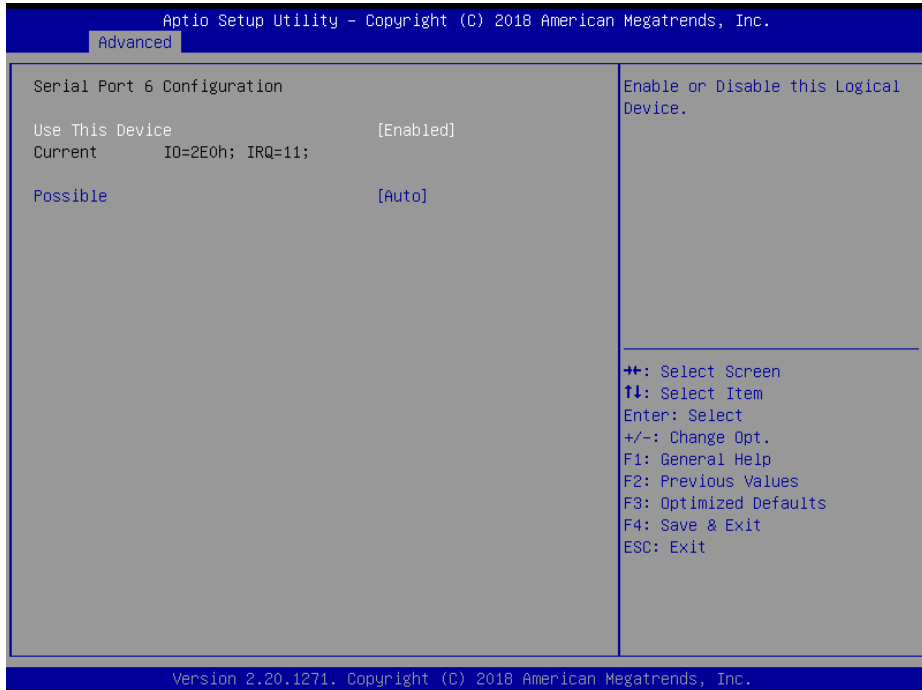 Aptio Setup Utility – Copyright (C) 2018 American Megatrends, Inc.
Advanced
Serial Port 6 Configuration
Use This Device [Enabled]
Current IO=2E0h; IRQ=11;
Possible [Auto]
Enable or Disable this Logical
Device.
→←: Select Screen
↑↓: Select Item
Enter: Select
+/-: Change Opt.
F1: General Help
F2: Previous Values
F3: Optimized Defaults
F4: Save & Exit
ESC: Exit
Version 2.20.1271. Copyright (C) 2018 American Megatrends, Inc.